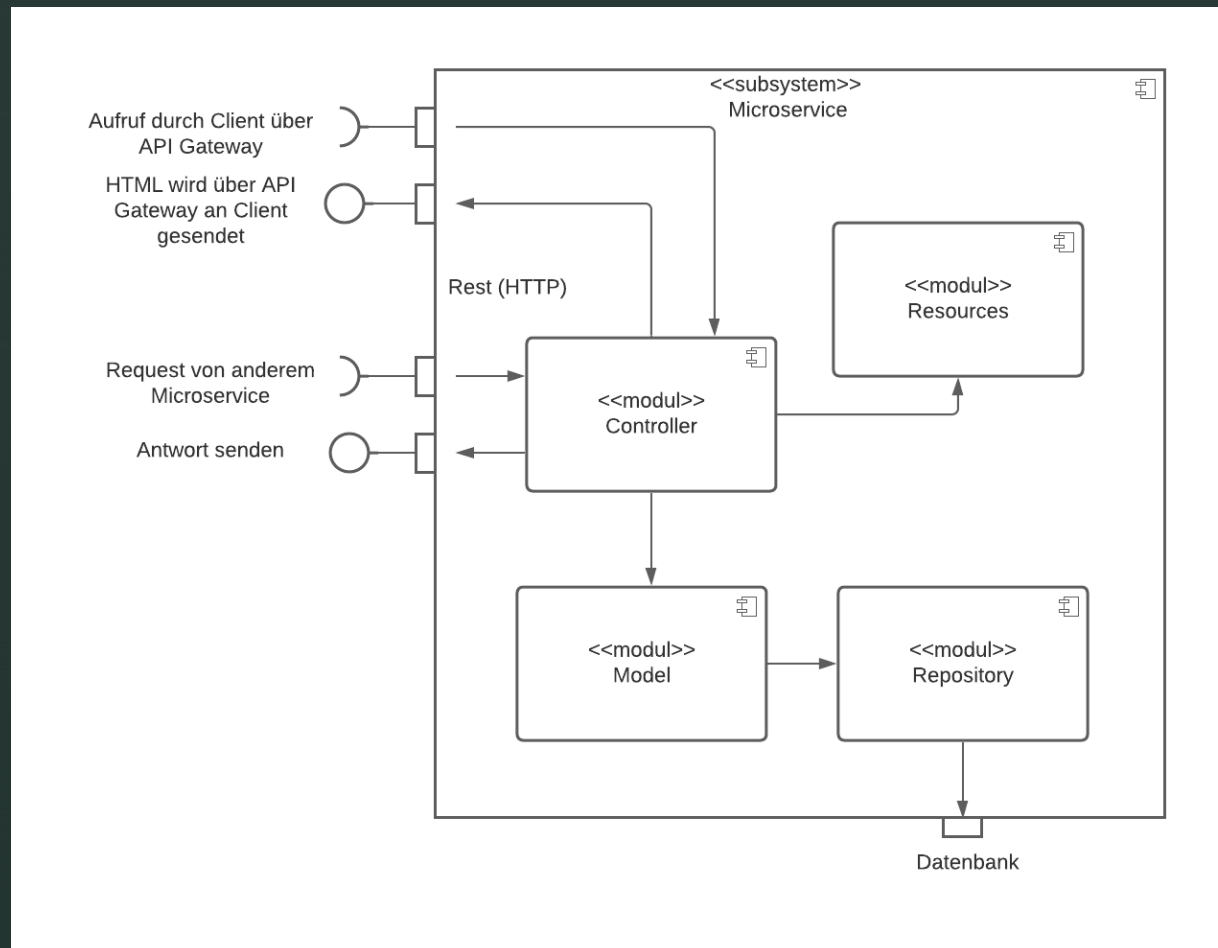 <<subsystem>>
Microservice
Aufruf durch Client über
API Gateway
HTML wird über API
Gateway an Client
gesendet
Rest (HTTP)
<<modul>>
Resources
Request von anderem
Microservice
<<modul>>
Controller
Antwort senden
<<modul>>
Model
<<modul>>
Repository
Datenbank